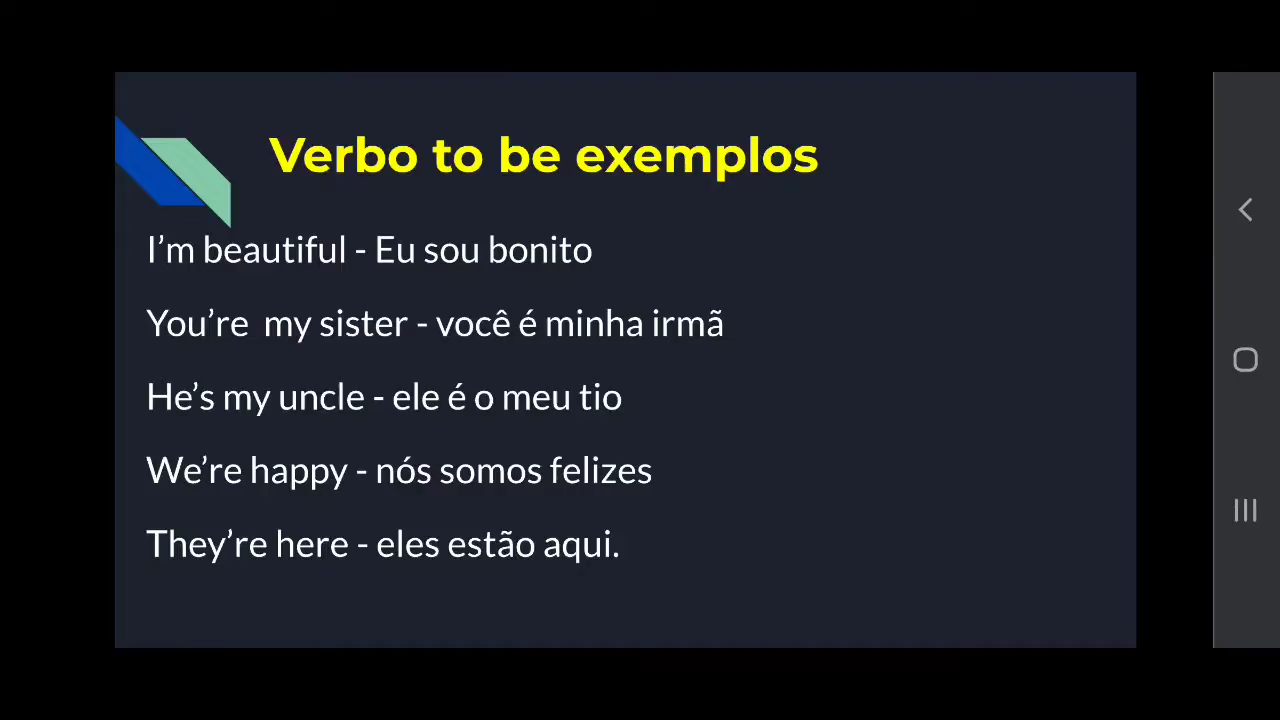 Verbo to be exemplos
I’m beautiful - Eu sou bonito
You’re  my sister - você é minha irmã
He’s my uncle - ele é o meu tio
We’re happy - nós somos felizes
They’re here - eles estão aqui.